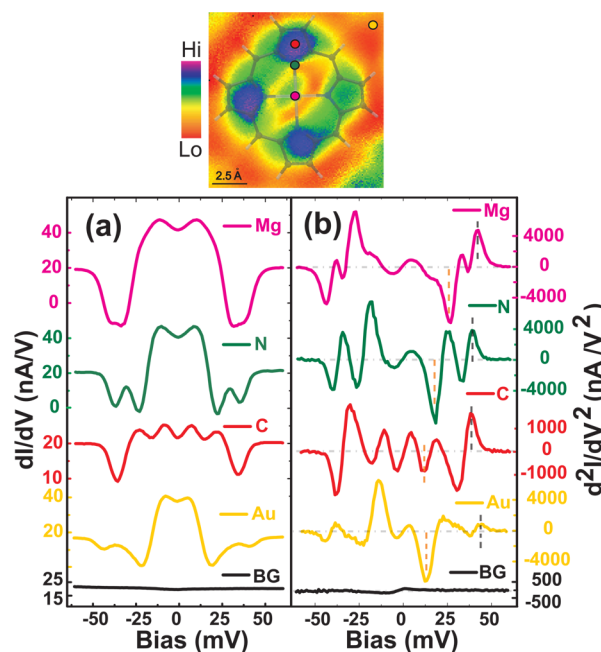 Hi
Lo
2.5 Å
(a)
Mg
N
C
Au
BG
40
20
0
40
20
0
20
10
40
20
25
15
dI/dV (nA/V)
-50 -25 0 25 50
Bias (mV)
(b)
Mg
N
C
Au
BG
4000
0
-4000
4000
0
-4000
1000
0
-1000
4000
0
-4000
500
-500
d²I/dV² (nA/V²)
-50 -25 0 25 50
Bias (mV)